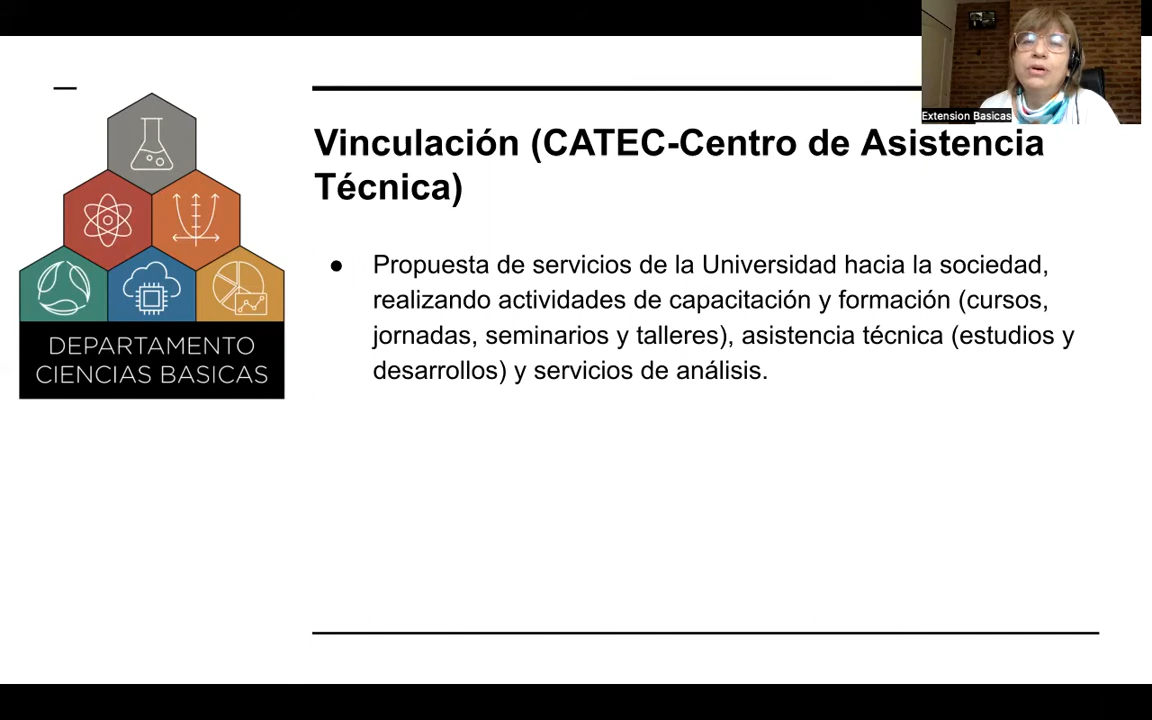 Extension Basicas
Vinculación (CATEC-Centro de Asistencia
Técnica)
● Propuesta de servicios de la Universidad hacia la sociedad,
realizando actividades de capacitación y formación (cursos,
jornadas, seminarios y talleres), asistencia técnica (estudios y
desarrollos) y servicios de análisis.
DEPARTAMENTO
CIENCIAS BASICAS